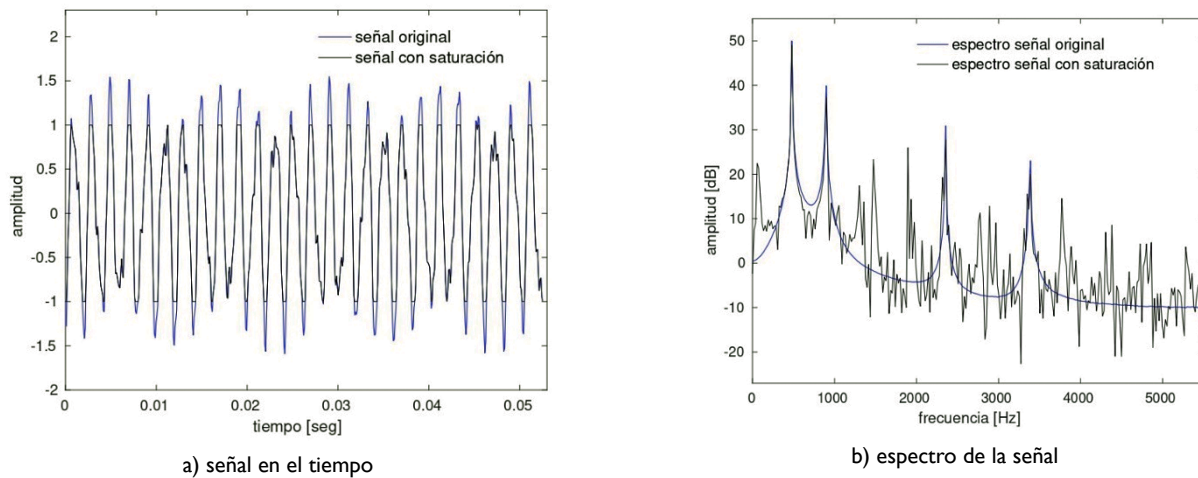 señal original
señal con saturación
2
1.5
1
0.5
0
-0.5
-1
-1.5
-2
amplitud
0
0.01
0.02
0.03
0.04
0.05
tiempo [seg]
a) señal en el tiempo
espectro señal original
espectro señal con saturación
50
40
30
20
10
0
-10
-20
amplitud [dB]
0
1000
2000
3000
4000
5000
frecuencia [Hz]
b) espectro de la señal